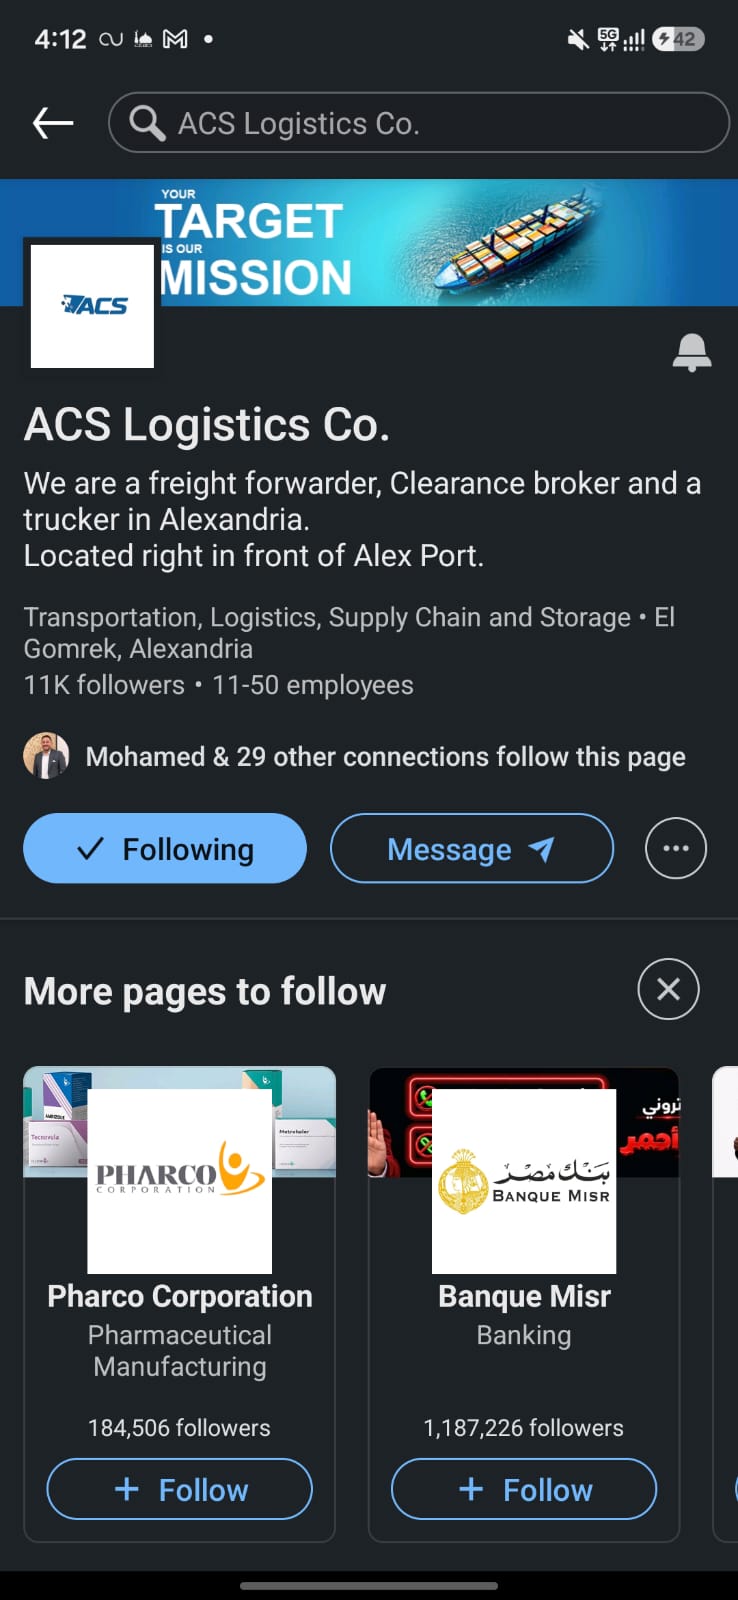 4:12
5G
42
ACS Logistics Co.
YOUR
TARGET
IS OUR
MISSION
ACS
ACS Logistics Co.
We are a freight forwarder, Clearance broker and a
trucker in Alexandria.
Located right in front of Alex Port.
Transportation, Logistics, Supply Chain and Storage • El
Gomrek, Alexandria
11K followers • 11-50 employees
Mohamed & 29 other connections follow this page
Following
Message
More pages to follow
PHARCO
CORPORATION
Pharco Corporation
Pharmaceutical
Manufacturing
184,506 followers
+ Follow
بنك مصر
BANQUE MISR
Banque Misr
Banking
1,187,226 followers
+ Follow